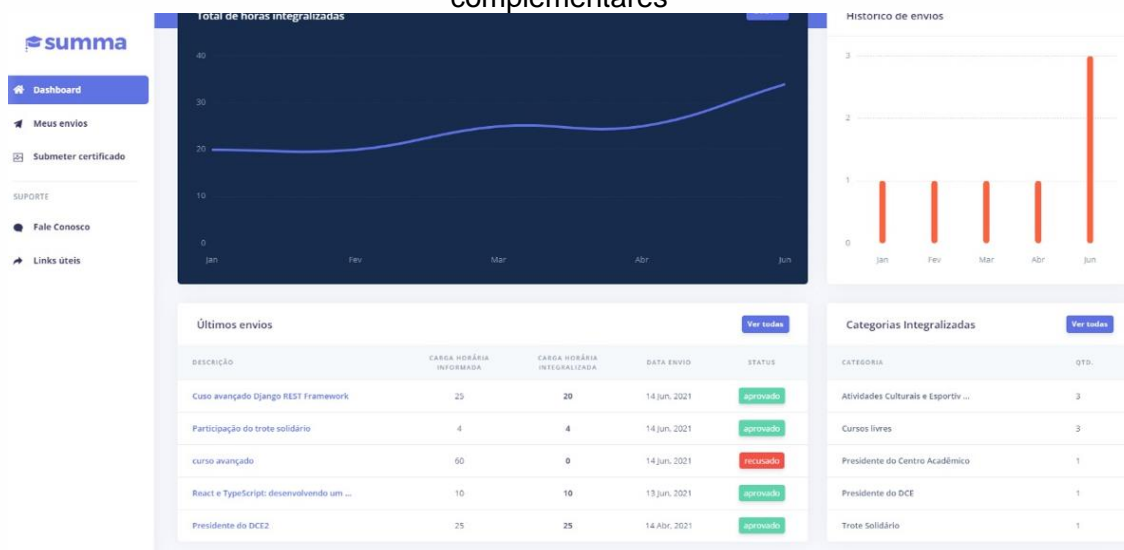 complementares
Total de horas integralizadas
Histórico de envios
summa
Dashboard
Meus envios
Submeter certificado
SUPORTE
Fale Conosco
Links úteis
40
30
20
10
0
Jan Fev Mar Abr Jun
3
2
1
0
Jan Fev Mar Abr Jun
Últimos envios Ver todas
DESCRIÇÃO CARGA HORÁRIA INFORMADA CARGA HORÁRIA INTEGRALIZADA DATA ENVIO STATUS
Cuso avançado Django REST Framework 25 20 14 Jun, 2021 aprovado
Participação do trote solidário 4 4 14 Jun, 2021 aprovado
curso avançado 60 0 14 Jun, 2021 recusado
React e TypeScript: desenvolvendo um ... 10 10 13 Jun, 2021 aprovado
Presidente do DCE2 25 25 14 Abr, 2021 aprovado
Categorias Integralizadas Ver todas
CATEGORIA QTD.
Atividades Culturais e Esportiv ... 3
Cursos livres 3
Presidente do Centro Acadêmico 1
Presidente do DCE 1
Trote Solidário 1